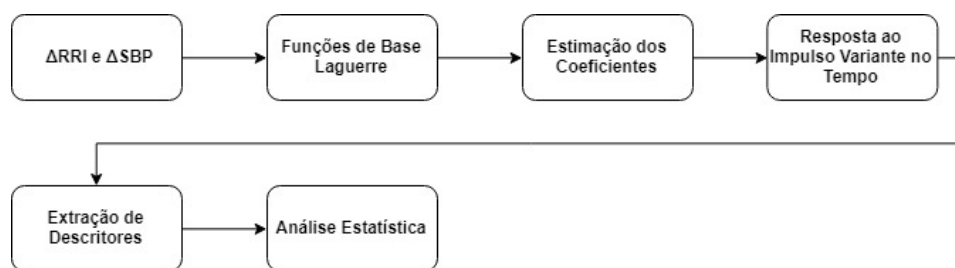 ΔRRI e ΔSBP
Funções de Base
Laguerre
Estimação dos
Coeficientes
Resposta ao
Impulso Variante no
Tempo
Extração de
Descritores
Análise Estatística